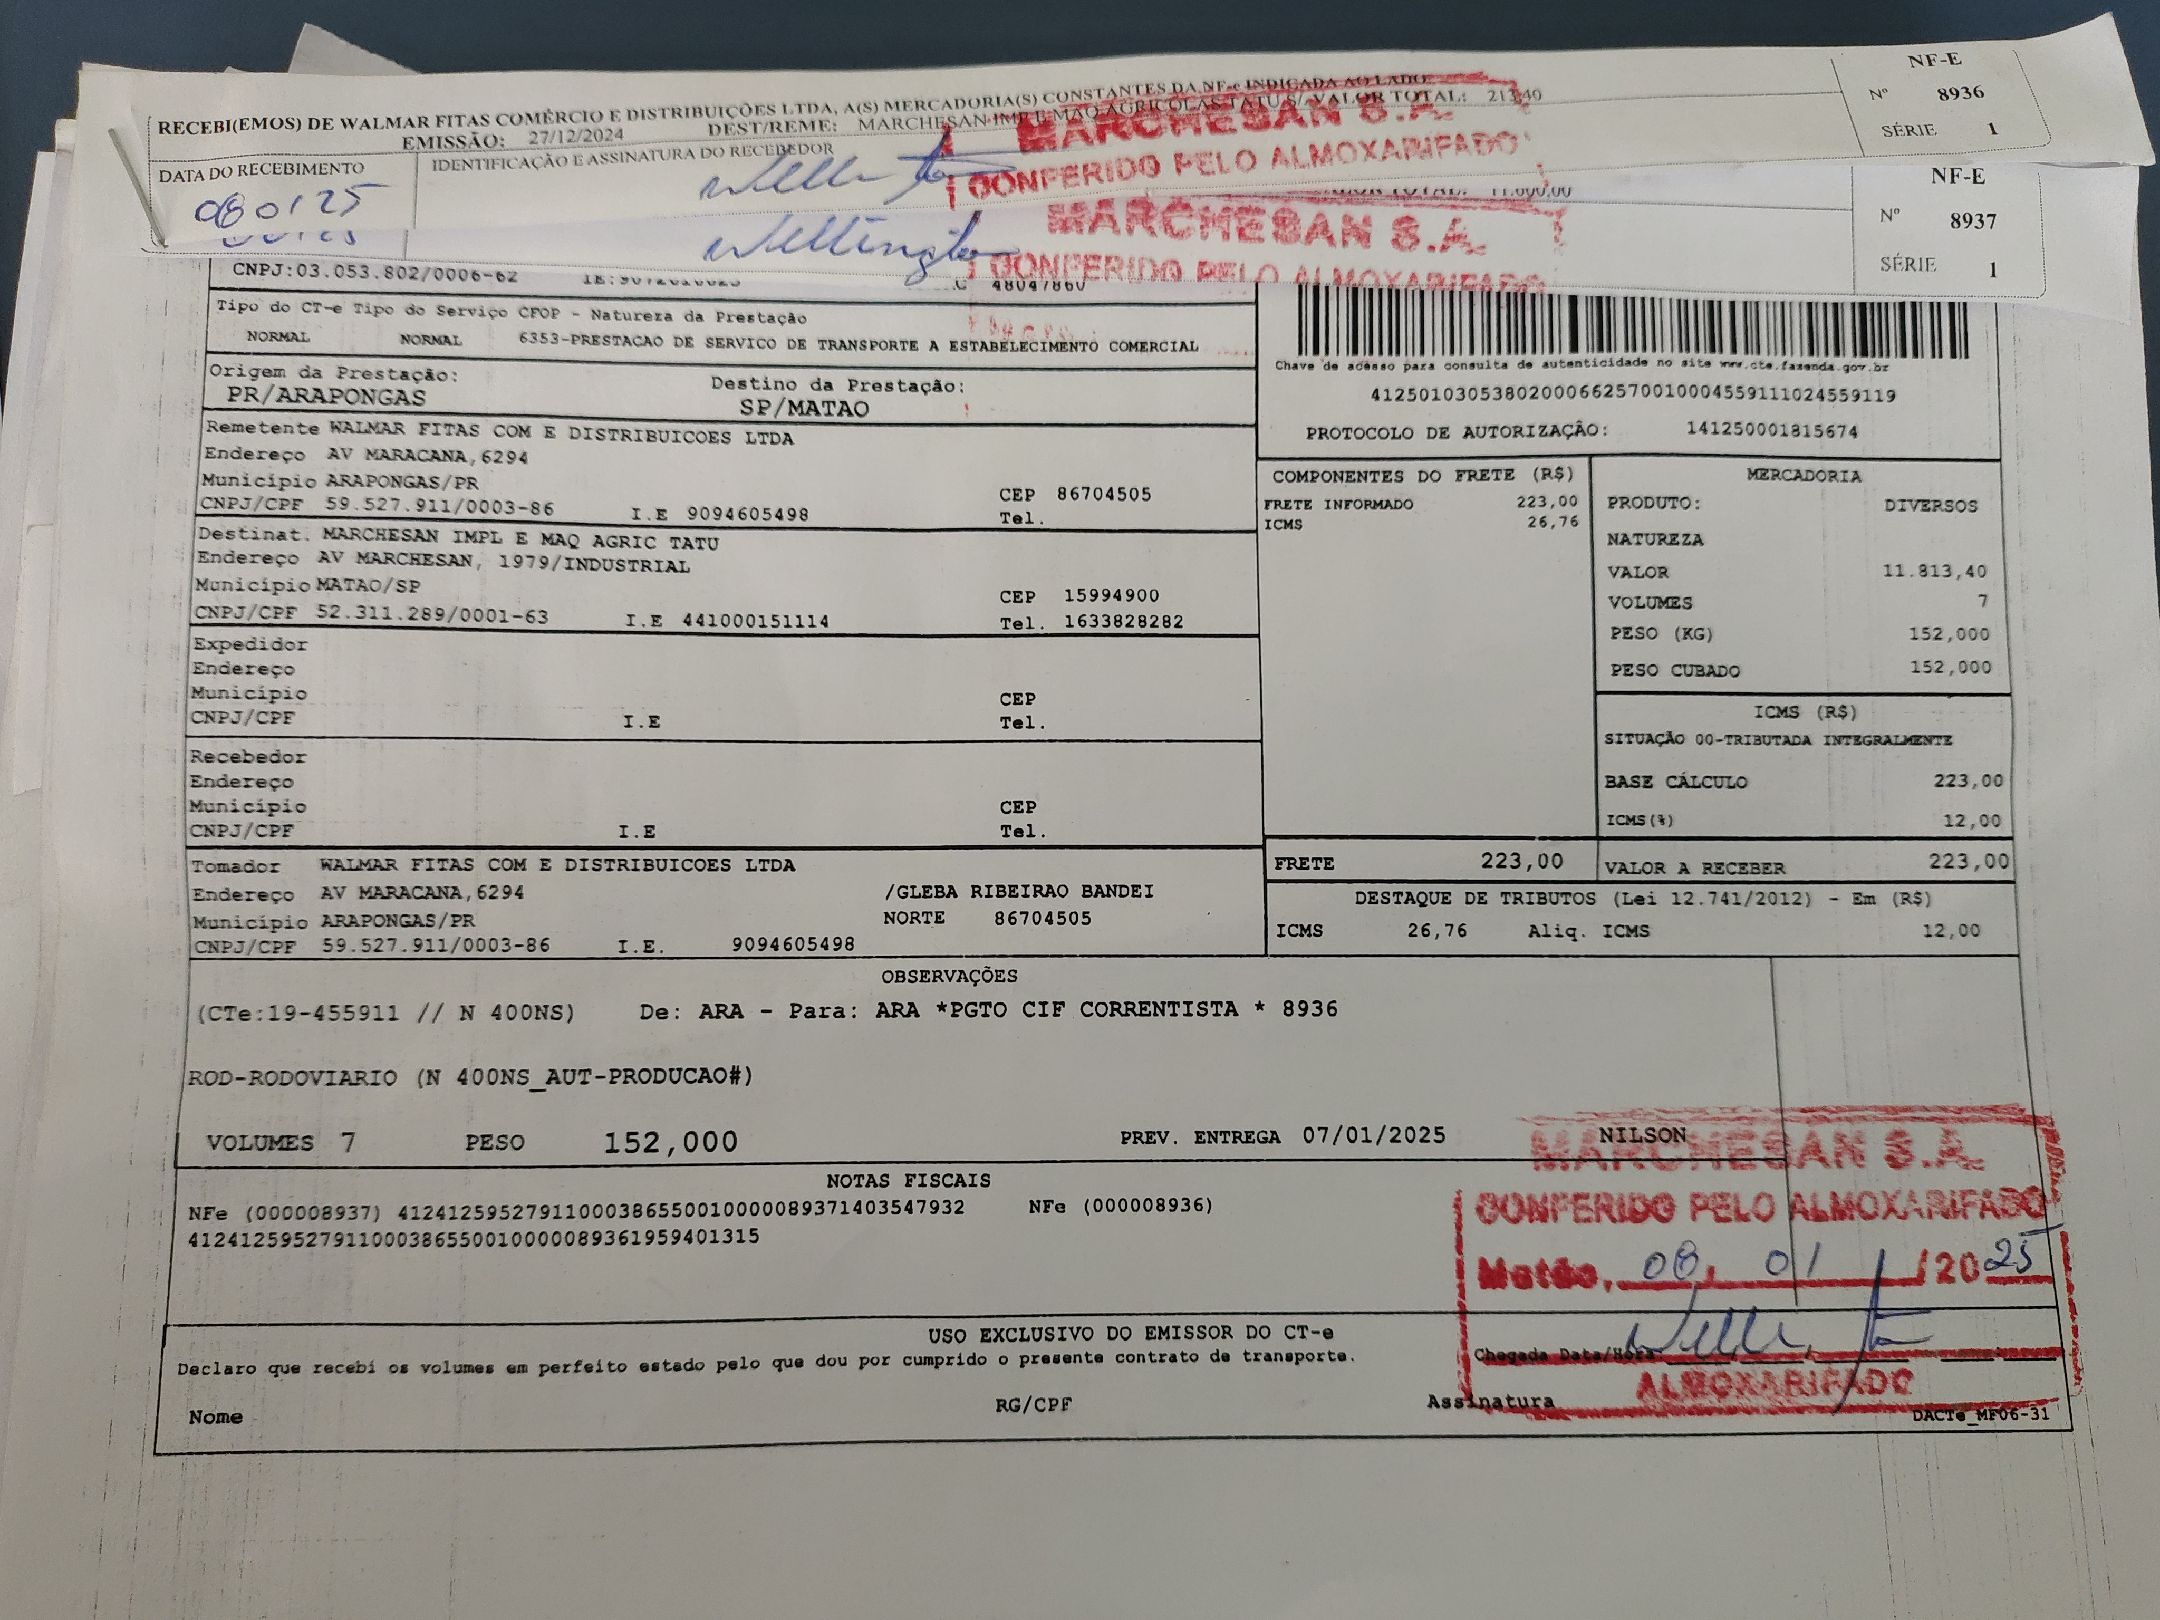 RECEBI(EMOS) DE WALMAR FITAS COMÉRCIO E DISTRIBUIÇÕES LTDA, A(S) MERCADORIA(S) CONSTANTES DA NF-e INDICADA AO LADO.
EMISSÃO: 27/12/2024 DEST/REME: MARCHESAN IMP E MAQ AGRICOLAS TATU S/ VALOR TOTAL: 213,40
NF-E
Nº 8936
SÉRIE 1
DATA DO RECEBIMENTO
IDENTIFICAÇÃO E ASSINATURA DO RECEBEDOR
080125
MARCHESAN S.A.
CONFERIDO PELO ALMOXARIFADO
VALOR TOTAL: 11.600,00
NF-E
Nº 8937
SÉRIE 1
Wellington
MARCHESAN S.A.
CONFERIDO PELO ALMOXARIFADO
CNPJ:03.053.802/0006-62 48047860
Tipo do CT-e Tipo do Serviço CFOP - Natureza da Prestação
NORMAL NORMAL 6353-PRESTACAO DE SERVICO DE TRANSPORTE A ESTABELECIMENTO COMERCIAL
Chave de acesso para consulta de autenticidade no site www.cte.fazenda.gov.br
41250103053802000662570010004559111024559119
PROTOCOLO DE AUTORIZAÇÃO: 141250001815674
Origem da Prestação: Destino da Prestação:
PR/ARAPONGAS SP/MATAO
Remetente WALMAR FITAS COM E DISTRIBUICOES LTDA
Endereço AV MARACANA,6294
Município ARAPONGAS/PR CEP 86704505
CNPJ/CPF 59.527.911/0003-86 I.E 9094605498 Tel.
Destinat. MARCHESAN IMPL E MAQ AGRIC TATU
Endereço AV MARCHESAN, 1979/INDUSTRIAL
Município MATAO/SP CEP 15994900
CNPJ/CPF 52.311.289/0001-63 I.E 441000151114 Tel. 1633828282
Expedidor
Endereço
Município CEP
CNPJ/CPF I.E Tel.
Recebedor
Endereço
Município CEP
CNPJ/CPF I.E Tel.
Tomador WALMAR FITAS COM E DISTRIBUICOES LTDA
Endereço AV MARACANA,6294 /GLEBA RIBEIRAO BANDEI
Município ARAPONGAS/PR NORTE 86704505
CNPJ/CPF 59.527.911/0003-86 I.E. 9094605498
COMPONENTES DO FRETE (R$)
FRETE INFORMADO 223,00
ICMS 26,76
MERCADORIA
PRODUTO: DIVERSOS
NATUREZA
VALOR 11.813,40
VOLUMES 7
PESO (KG) 152,000
PESO CUBADO 152,000
ICMS (R$)
SITUAÇÃO 00-TRIBUTADA INTEGRALMENTE
BASE CÁLCULO 223,00
ICMS(%) 12,00
FRETE 223,00 VALOR A RECEBER 223,00
DESTAQUE DE TRIBUTOS (Lei 12.741/2012) - Em (R$)
ICMS 26,76 Aliq. ICMS 12,00
OBSERVAÇÕES
(CTe:19-455911 // N 400NS) De: ARA - Para: ARA *PGTO CIF CORRENTISTA * 8936
ROD-RODOVIARIO (N 400NS_AUT-PRODUCAO#)
VOLUMES 7 PESO 152,000 PREV. ENTREGA 07/01/2025 NILSON
NOTAS FISCAIS
NFe (000008937) 41241259527911000386550010000089371403547932 NFe (000008936)
41241259527911000386550010000089361959401315
MARCHESAN S.A.
CONFERIDO PELO ALMOXARIFADO
Matão, 08, 01 /2025
ALMOXARIFADO
USO EXCLUSIVO DO EMISSOR DO CT-e
Declaro que recebi os volumes em perfeito estado pelo que dou por cumprido o presente contrato de transporte. Chegada Data/Hora
Nome RG/CPF Assinatura
DACTe_MF06-31